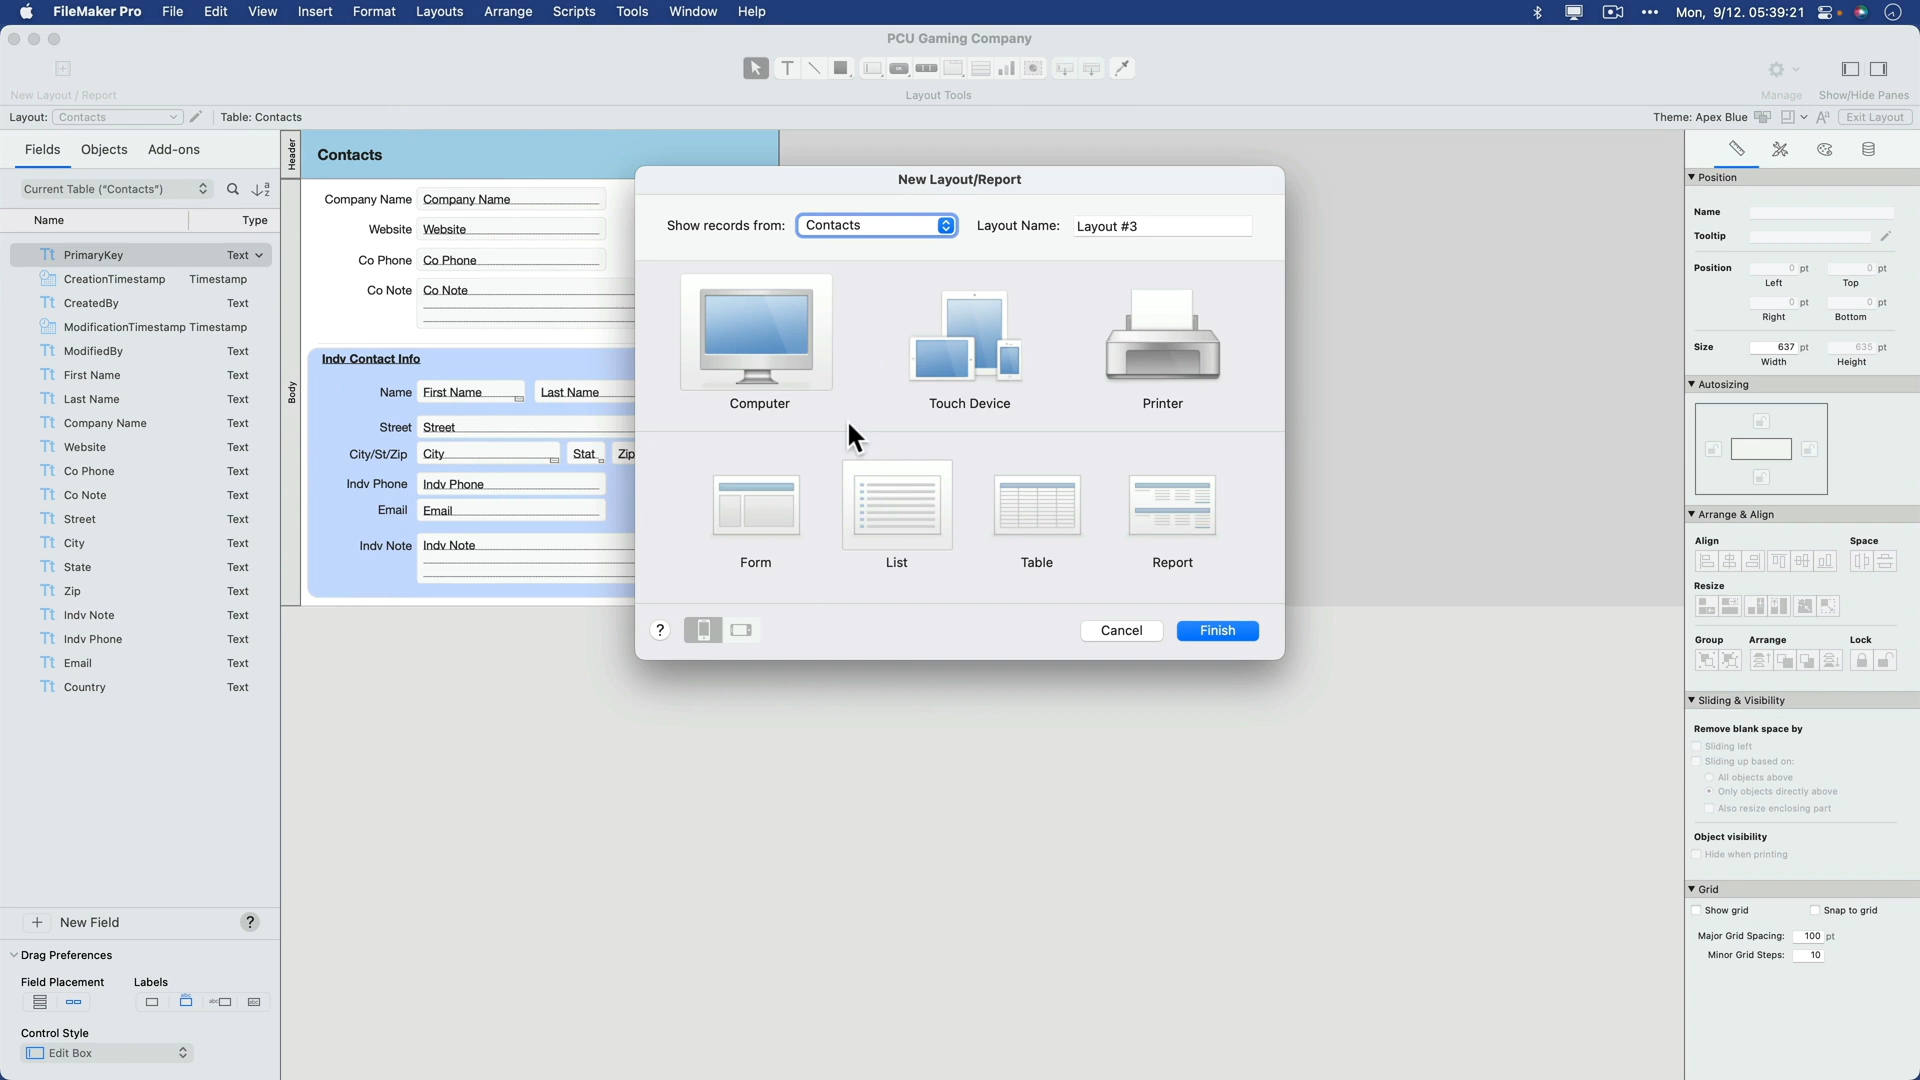 FileMaker Pro File Edit View Insert Format Layouts Arrange Scripts Tools Window Help
Mon, 9/12. 05:39:21
PCU Gaming Company
New Layout / Report
Layout Tools
Manage
Show/Hide Panes
Layout: Contacts
Table: Contacts
Theme: Apex Blue
Exit Layout
Fields Objects Add-ons
Current Table ("Contacts")
Name Type
PrimaryKey Text
CreationTimestamp Timestamp
CreatedBy Text
ModificationTimestamp Timestamp
ModifiedBy Text
First Name Text
Last Name Text
Company Name Text
Website Text
Co Phone Text
Co Note Text
Street Text
City Text
State Text
Zip Text
Indv Note Text
Indv Phone Text
Email Text
Country Text
+ New Field ?
Drag Preferences
Field Placement Labels
Control Style
Edit Box
Header
Body
Contacts
Company Name Company Name
Website Website
Co Phone Co Phone
Co Note Co Note
Indv Contact Info
Name First Name Last Name
Street Street
City/St/Zip City Stat Zip
Indv Phone Indv Phone
Email Email
Indv Note Indv Note
New Layout/Report
Show records from: Contacts Layout Name: Layout #3
Computer Touch Device Printer
Form List Table Report
? Cancel Finish
Position
Name
Tooltip
Position 0 pt 0 pt
Left Top
0 pt 0 pt
Right Bottom
Size 637 pt 635 pt
Width Height
Autosizing
Arrange & Align
Align Space
Resize
Group Arrange Lock
Sliding & Visibility
Remove blank space by
Sliding left
Sliding up based on:
All objects above
Only objects directly above
Also resize enclosing part
Object visibility
Hide when printing
Grid
Show grid Snap to grid
Major Grid Spacing: 100 pt
Minor Grid Steps: 10